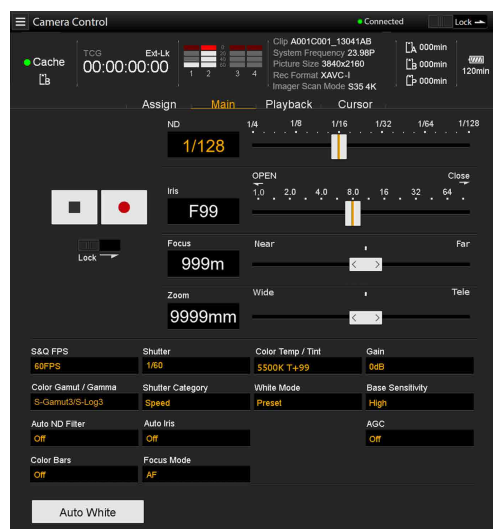 Camera Control
Connected
Lock
Cache
TCG Ext-Lk
00:00:00:00
1 2 3 4
Clip A001C001_13041AB
System Frequency 23.98P
Picture Size 3840x2160
Rec Format XAVC-I
Imager Scan Mode S35 4K
A 000min
B 000min
P 000min
120min
B
Assign Main Playback Cursor
ND
1/128
1/4 1/8 1/16 1/32 1/64 1/128
Iris
F99
OPEN Close
1.0 2.0 4.0 8.0 16 32 64
Lock
Focus
999m
Near Far
Zoom
9999mm
Wide Tele
S&Q FPS Shutter Color Temp / Tint Gain
60FPS 1/60 5500K T+99 0dB
Color Gamut / Gamma Shutter Category White Mode Base Sensitivity
S-Gamut3/S-Log3 Speed Preset High
Auto ND Filter Auto Iris AGC
Off Off Off
Color Bars Focus Mode
Off AF
Auto White